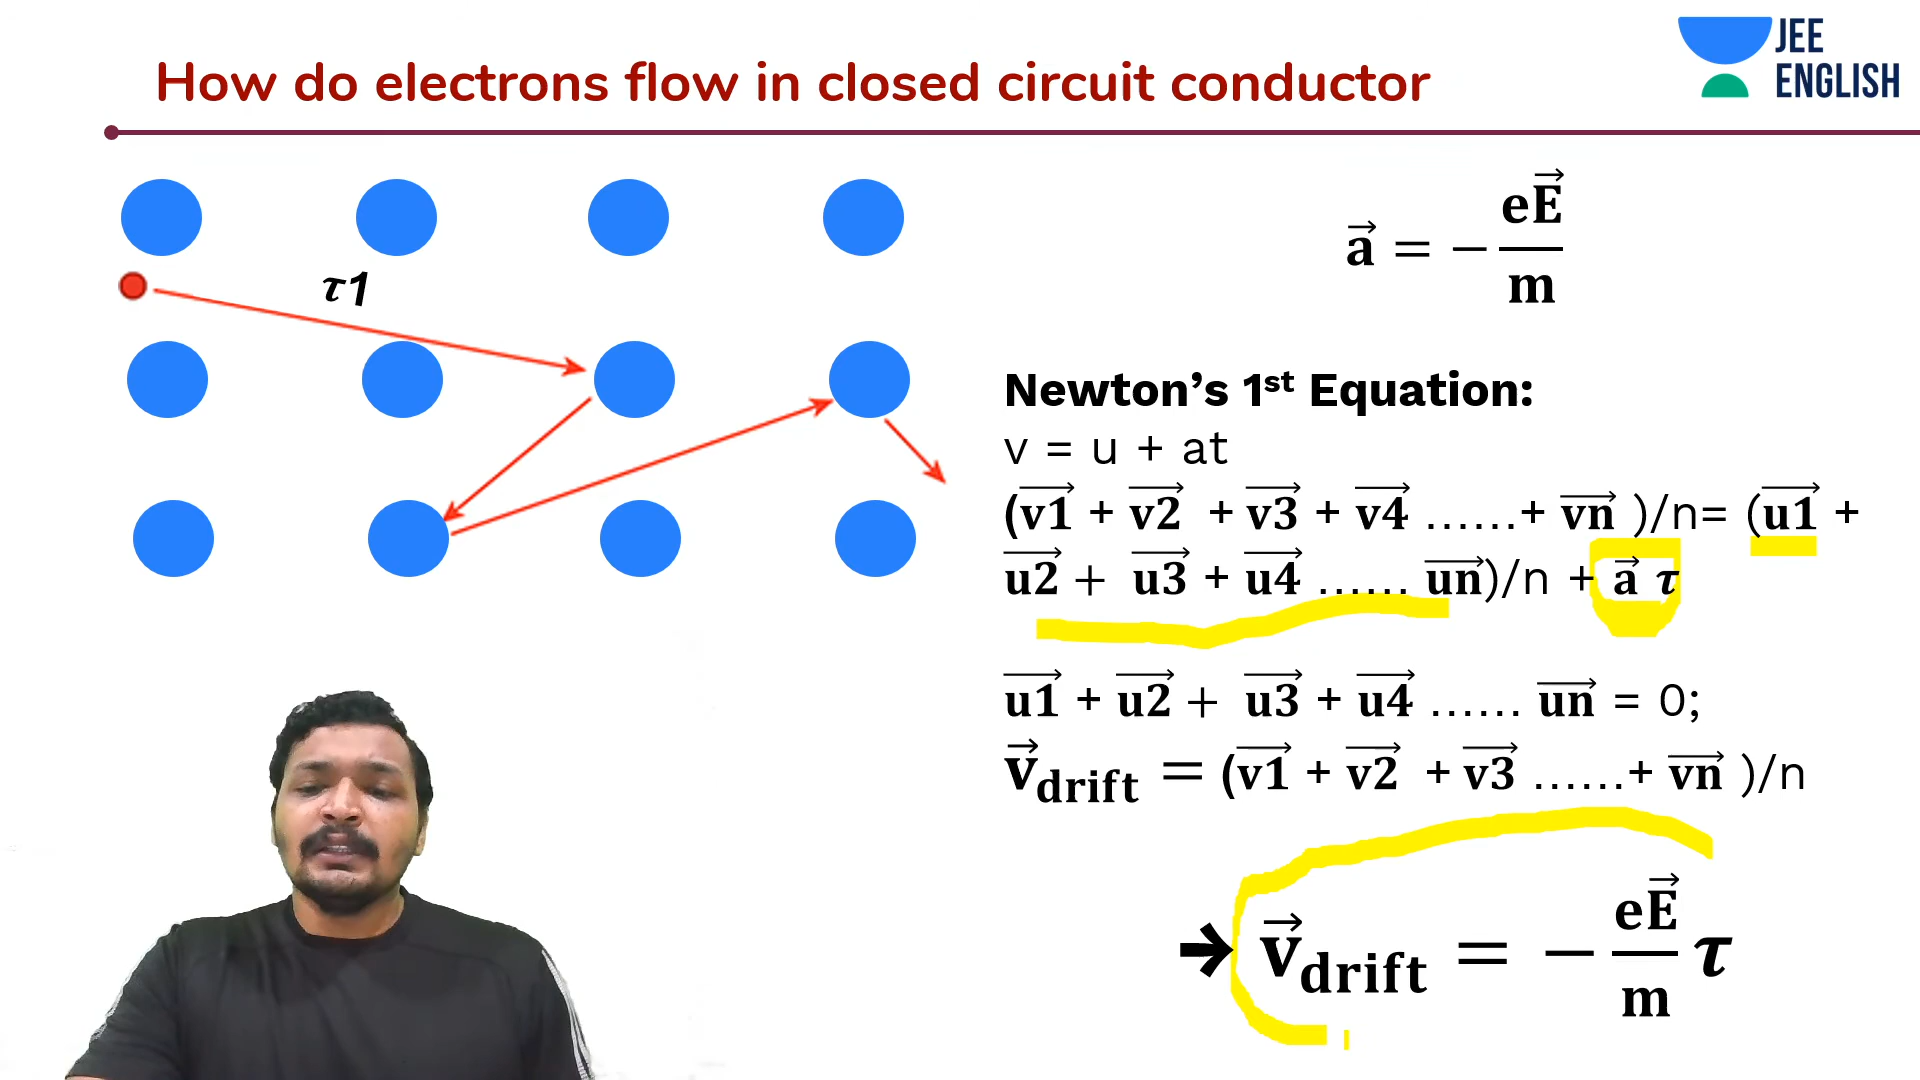 How do electrons flow in closed circuit conductor
JEE
ENGLISH
τ1
a⃗ = − eE⃗ / m
Newton’s 1ˢᵗ Equation:
v = u + at
(v1⃗ + v2⃗ + v3⃗ + v4⃗ ......+ vn⃗ )/n= (u1⃗ +
u2⃗ + u3⃗ + u4⃗ ...... un⃗)/n + a⃗ τ
u1⃗ + u2⃗ + u3⃗ + u4⃗ ...... un⃗ = 0;
v⃗drift = (v1⃗ + v2⃗ + v3⃗ ......+ vn⃗ )/n
➔ v⃗drift = − eE⃗ / m τ